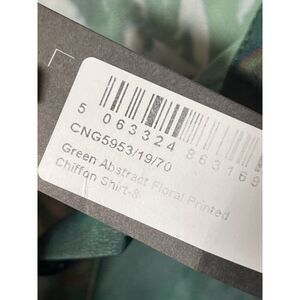 5 063324 863169
CNG5953/19/70
Green Abstract Floral Printed
Chiffon Shirt-8